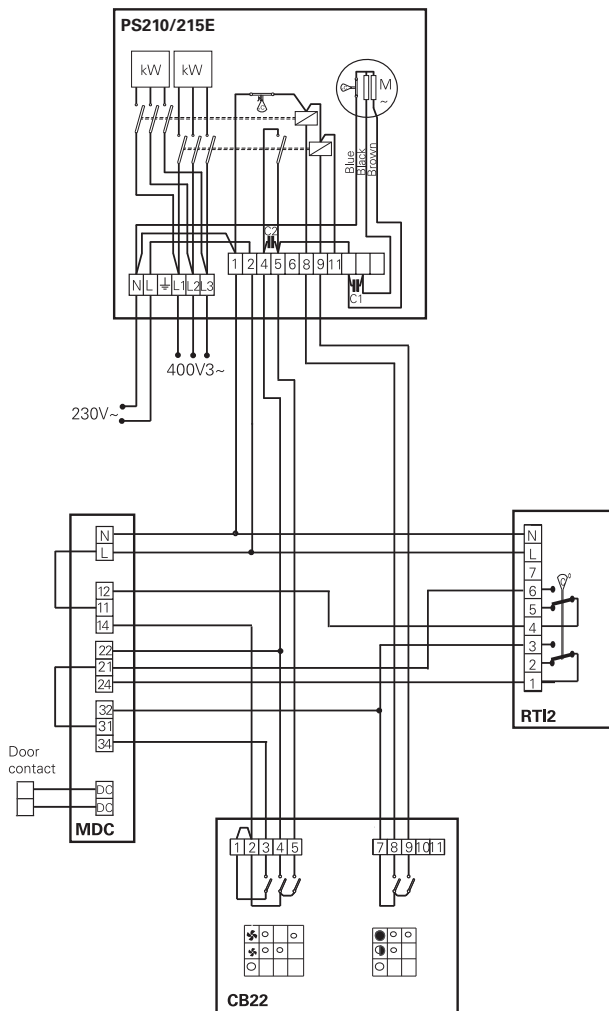 PS210/215E
kW kW
M
~
Blue
Black
Brown
C2
1 2 4 5 6 8 9 11
N L L1 L2 L3
C1
400V3~
230V~
N
L
12
11
14
22
21
24
32
31
34
DC
DC
MDC
Door
contact
N
L
7
6
5
4
3
2
1
RTI2
1 2 3 4 5
7 8 9 10 11
CB22